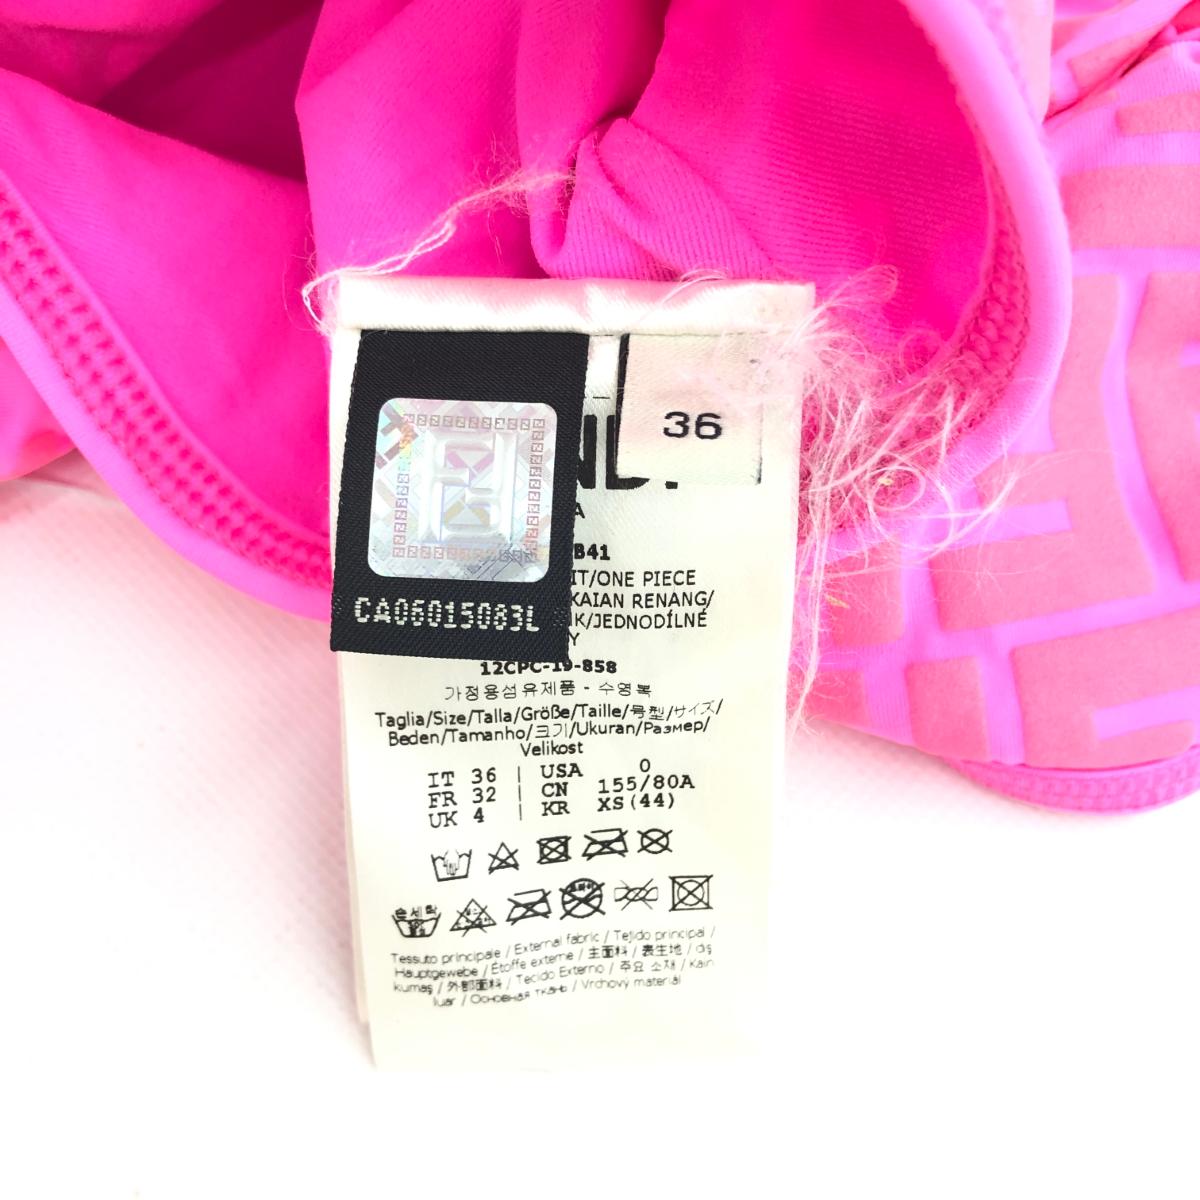 36
ND
A
B41
IT/ONE PIECE
KAIAN RENANG/
K/JEDNODÍLNÉ
Y
CA06015083L
12CPC-19-858
가정용섬유제품 - 수영복
Taglia/Size/Talla/Größe/Taille/号型/サイズ/
Beden/Tamanho/크기/Ukuran/Размер/
Velikost
IT 36 | USA 0
FR 32 | CN 155/80A
UK 4 | KR XS(44)
손세탁
Tessuto principale / External fabric / Tejido principal /
Hauptgewebe / Étoffe externe / 主面料 / 表生地 / dış
kumaş / 外部面料 / Tecido Externo / 주요 소재 / Kain
luar / Основная ткань / Vrchový materiál